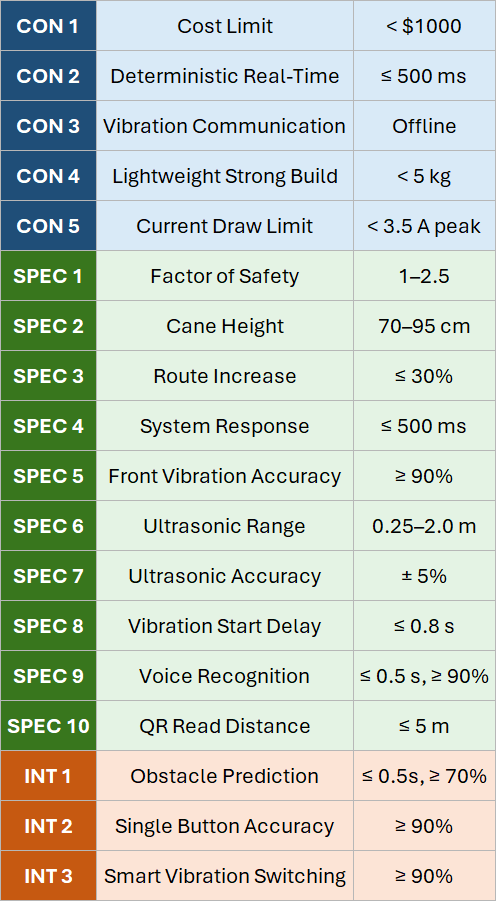 CON 1 Cost Limit < $1000
CON 2 Deterministic Real-Time ≤ 500 ms
CON 3 Vibration Communication Offline
CON 4 Lightweight Strong Build < 5 kg
CON 5 Current Draw Limit < 3.5 A peak
SPEC 1 Factor of Safety 1–2.5
SPEC 2 Cane Height 70–95 cm
SPEC 3 Route Increase ≤ 30%
SPEC 4 System Response ≤ 500 ms
SPEC 5 Front Vibration Accuracy ≥ 90%
SPEC 6 Ultrasonic Range 0.25–2.0 m
SPEC 7 Ultrasonic Accuracy ± 5%
SPEC 8 Vibration Start Delay ≤ 0.8 s
SPEC 9 Voice Recognition ≤ 0.5 s, ≥ 90%
SPEC 10 QR Read Distance ≤ 5 m
INT 1 Obstacle Prediction ≤ 0.5s, ≥ 70%
INT 2 Single Button Accuracy ≥ 90%
INT 3 Smart Vibration Switching ≥ 90%